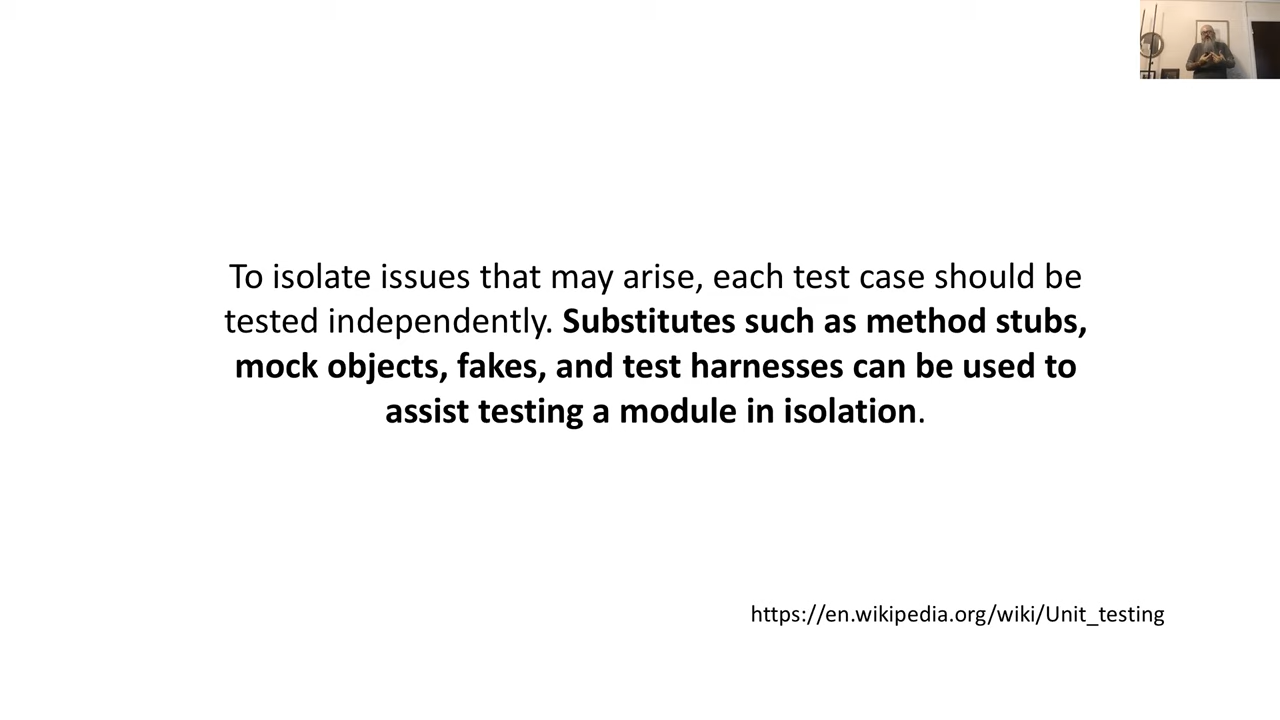 To isolate issues that may arise, each test case should be
tested independently. Substitutes such as method stubs,
mock objects, fakes, and test harnesses can be used to
assist testing a module in isolation.
https://en.wikipedia.org/wiki/Unit_testing